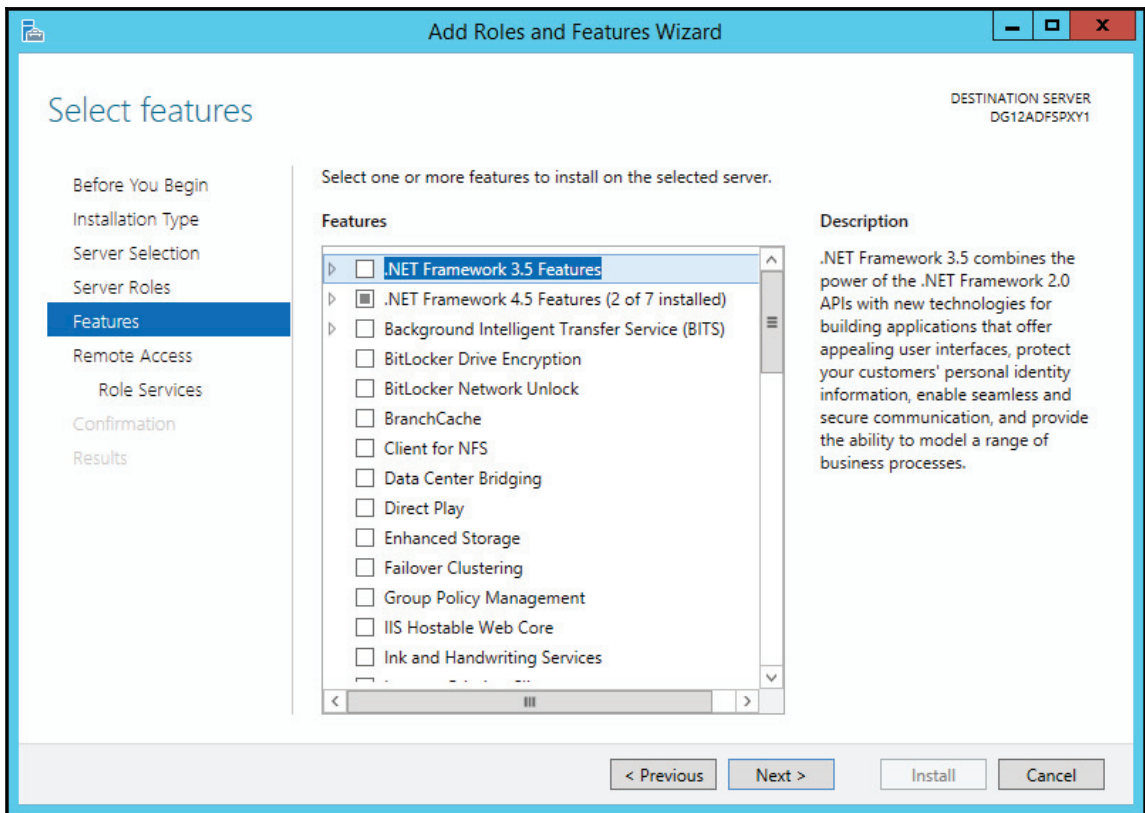 Add Roles and Features Wizard
Select features
DESTINATION SERVER
DG12ADFSPXY1
Before You Begin
Installation Type
Server Selection
Server Roles
Features
Remote Access
Role Services
Confirmation
Results
Select one or more features to install on the selected server.
Features
.NET Framework 3.5 Features
.NET Framework 4.5 Features (2 of 7 installed)
Background Intelligent Transfer Service (BITS)
BitLocker Drive Encryption
BitLocker Network Unlock
BranchCache
Client for NFS
Data Center Bridging
Direct Play
Enhanced Storage
Failover Clustering
Group Policy Management
IIS Hostable Web Core
Ink and Handwriting Services
Description
.NET Framework 3.5 combines the
power of the .NET Framework 2.0
APIs with new technologies for
building applications that offer
appealing user interfaces, protect
your customers' personal identity
information, enable seamless and
secure communication, and provide
the ability to model a range of
business processes.
< Previous
Next >
Install
Cancel